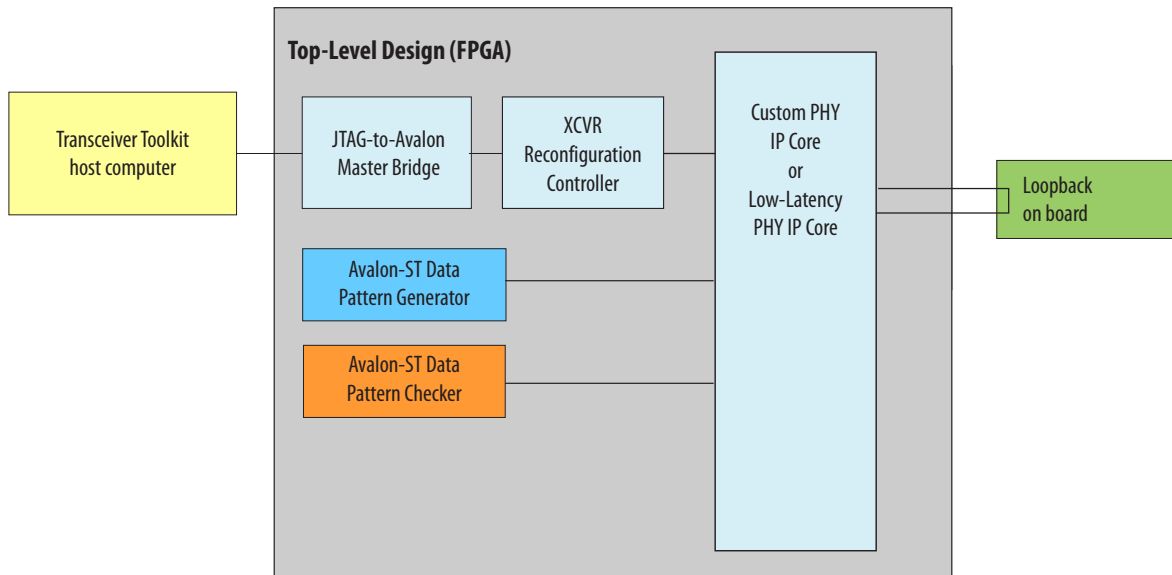 Top-Level Design (FPGA)
Transceiver Toolkit
host computer
JTAG-to-Avalon
Master Bridge
XCVR
Reconfiguration
Controller
Custom PHY
IP Core
or
Low-Latency
PHY IP Core
Loopback
on board
Avalon-ST Data
Pattern Generator
Avalon-ST Data
Pattern Checker